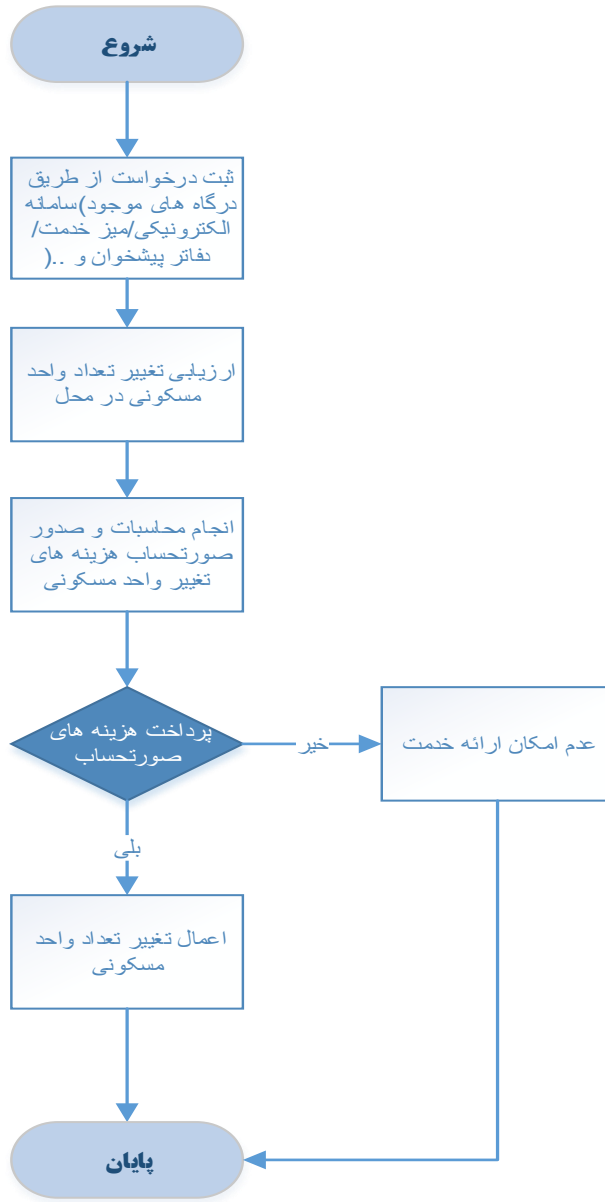 شروع
ثبت درخواست از طریق
درگاه های موجود)سامانه
الکترونیکی/میز خدمت/
دفاتر پیشخوان و ..(
ارزیابی تغییر تعداد واحد
مسکونی در محل
انجام محاسبات و صدور
صورتحساب هزینه های
تغییر واحد مسکونی
پرداخت هزینه های
صورتحساب
خیر
عدم امکان ارائه خدمت
بلی
اعمال تغییر تعداد واحد
مسکونی
پایان